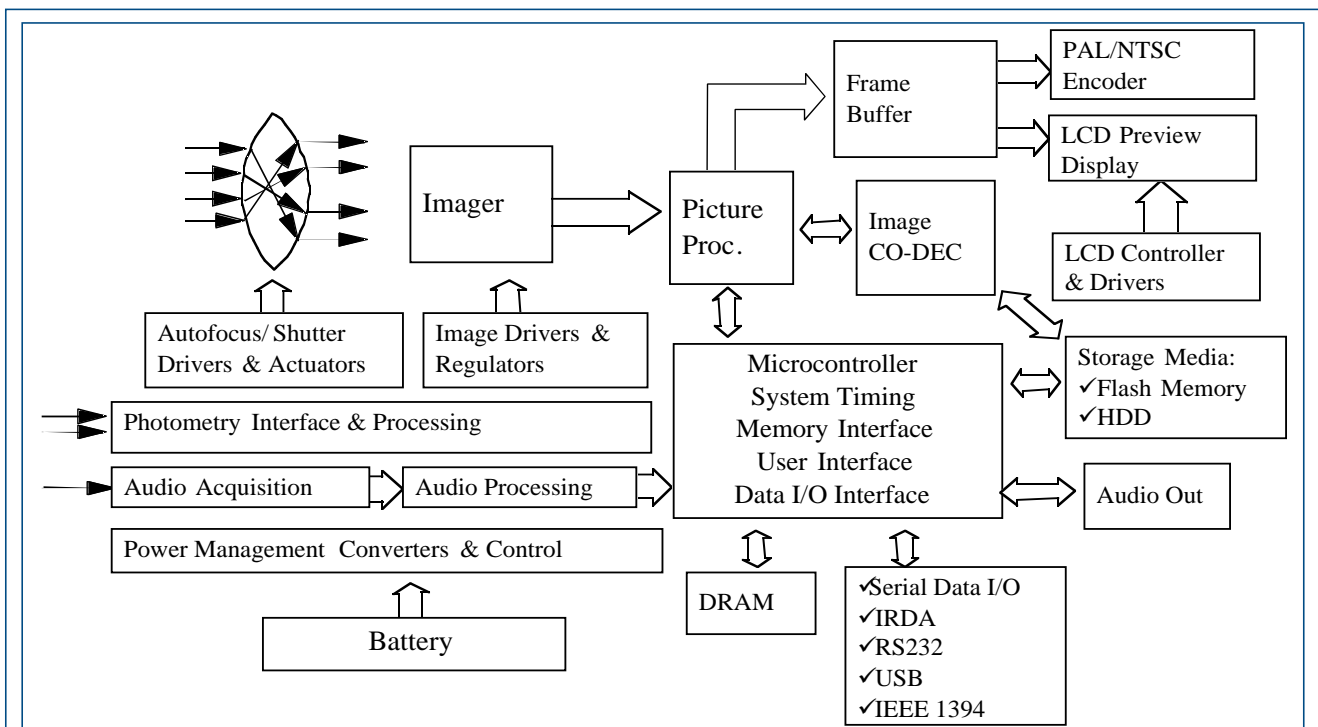 PAL/NTSC
Encoder
Frame
Buffer
LCD Preview
Display
Imager
Picture
Proc.
Image
CO-DEC
LCD Controller
& Drivers
Autofocus/ Shutter
Drivers & Actuators
Image Drivers &
Regulators
Microcontroller
System Timing
Memory Interface
User Interface
Data I/O Interface
Storage Media:
✓Flash Memory
✓HDD
Photometry Interface & Processing
Audio Acquisition
Audio Processing
Audio Out
Power Management Converters & Control
Battery
DRAM
✓Serial Data I/O
✓IRDA
✓RS232
✓USB
✓IEEE 1394